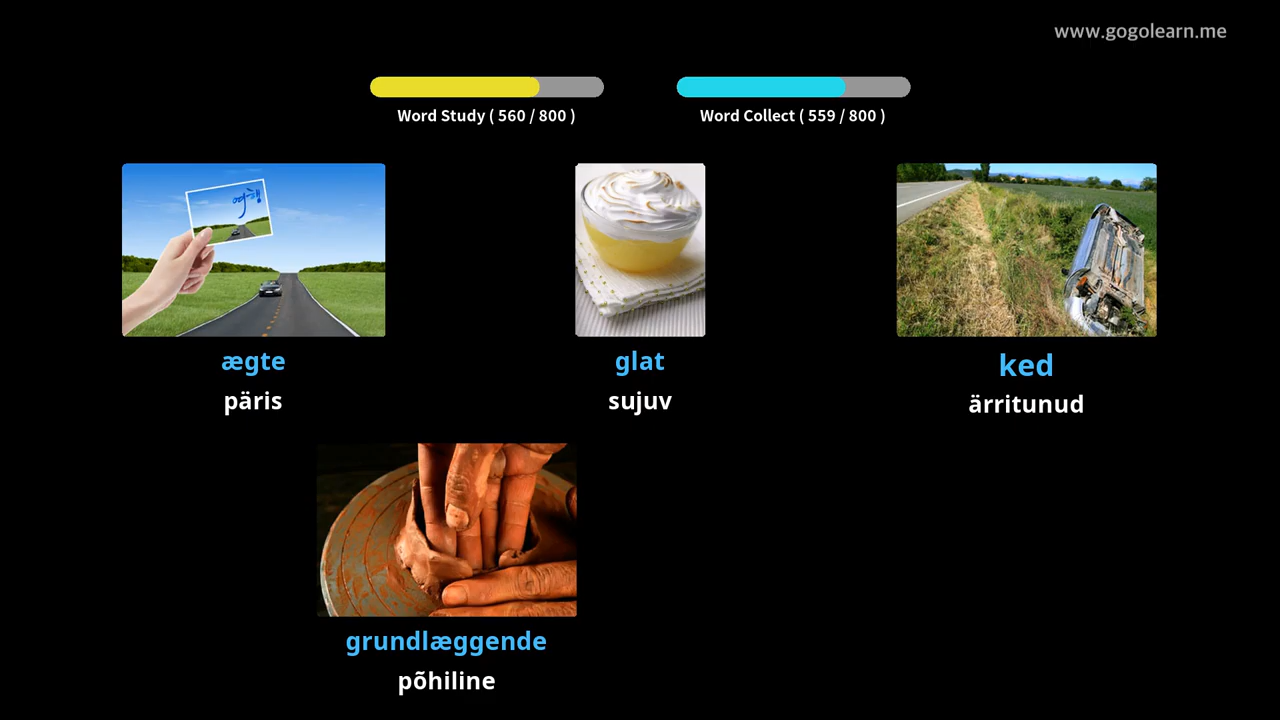 www.gogolearn.me
Word Study ( 560 / 800 )
Word Collect ( 559 / 800 )
ægte
päris
glat
sujuv
ked
ärritunud
grundlæggende
põhiline